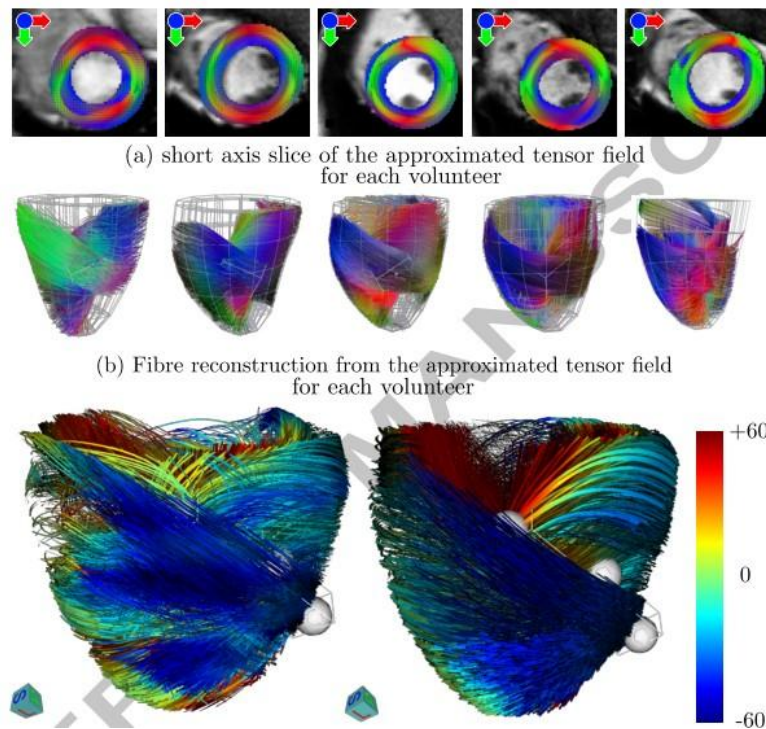 (a) short axis slice of the approximated tensor field
for each volunteer
(b) Fibre reconstruction from the approximated tensor field
for each volunteer
+60
0
-60